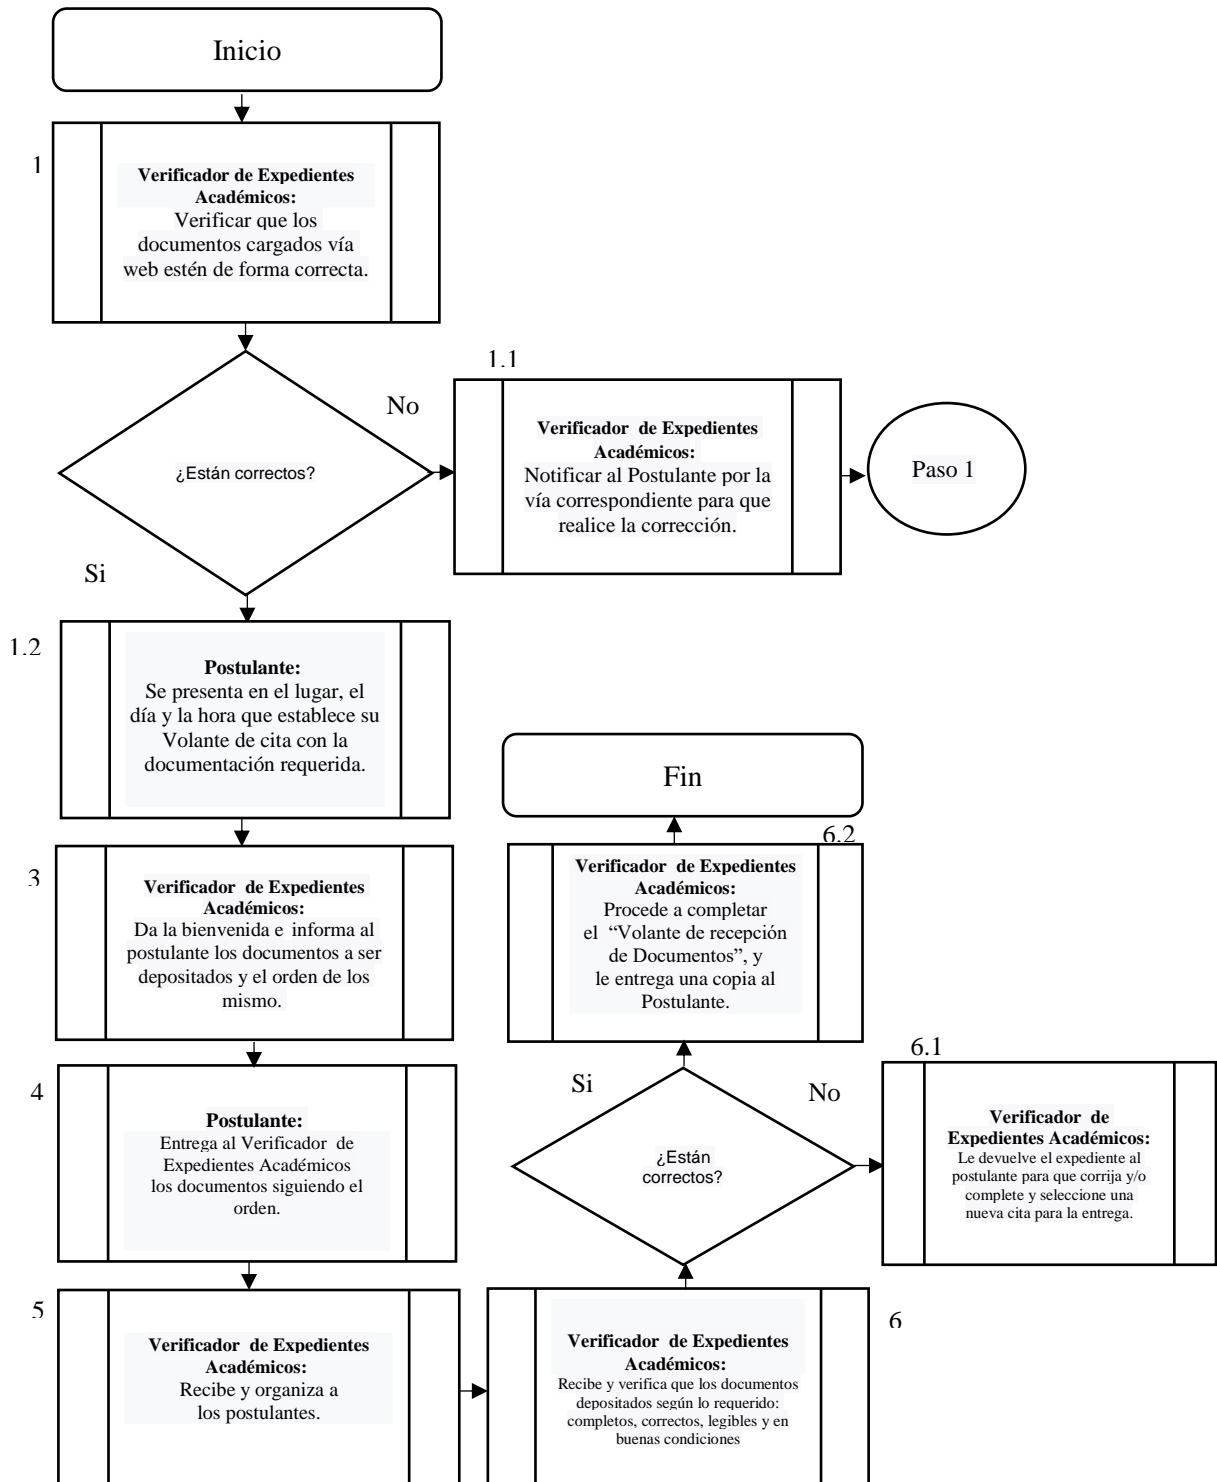 Inicio
1
Verificador de Expedientes
Académicos:
Verificar que los
documentos cargados vía
web estén de forma correcta.
¿Están correctos?
No
Si
1.1
Verificador de Expedientes
Académicos:
Notificar al Postulante por la
vía correspondiente para que
realice la corrección.
Paso 1
1.2
Postulante:
Se presenta en el lugar, el
día y la hora que establece su
Volante de cita con la
documentación requerida.
3
Verificador de Expedientes
Académicos:
Da la bienvenida e informa al
postulante los documentos a ser
depositados y el orden de los
mismo.
4
Postulante:
Entrega al Verificador de
Expedientes Académicos
los documentos siguiendo el
orden.
5
Verificador de Expedientes
Académicos:
Recibe y organiza a
los postulantes.
6
Verificador de Expedientes
Académicos:
Recibe y verifica que los documentos
depositados según lo requerido:
completos, correctos, legibles y en
buenas condiciones
¿Están
correctos?
No
Si
6.1
Verificador de
Expedientes Académicos:
Le devuelve el expediente al
postulante para que corrija y/o
complete y seleccione una
nueva cita para la entrega.
6.2
Verificador de Expedientes
Académicos:
Procede a completar
el “Volante de recepción
de Documentos”, y
le entrega una copia al
Postulante.
Fin